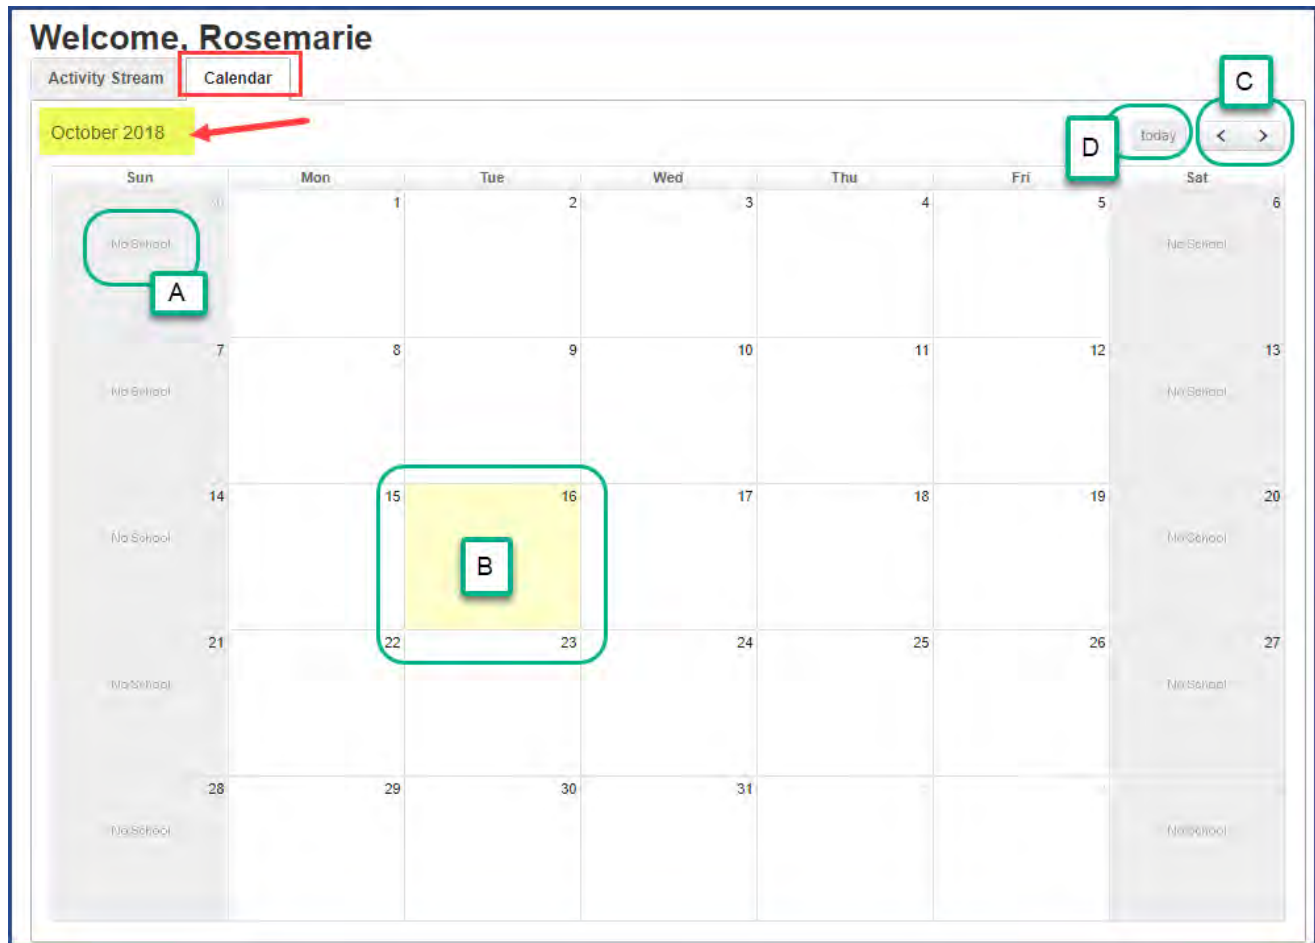 Welcome, Rosemarie
Activity Stream Calendar
C
October 2018
D
today < >
Sun Mon Tue Wed Thu Fri Sat
1 2 3 4 5 6
No School No School
A
7 8 9 10 11 12 13
No School No School
14 15 16 17 18 19 20
No School No School
B
21 22 23 24 25 26 27
No School No School
28 29 30 31
No School No School